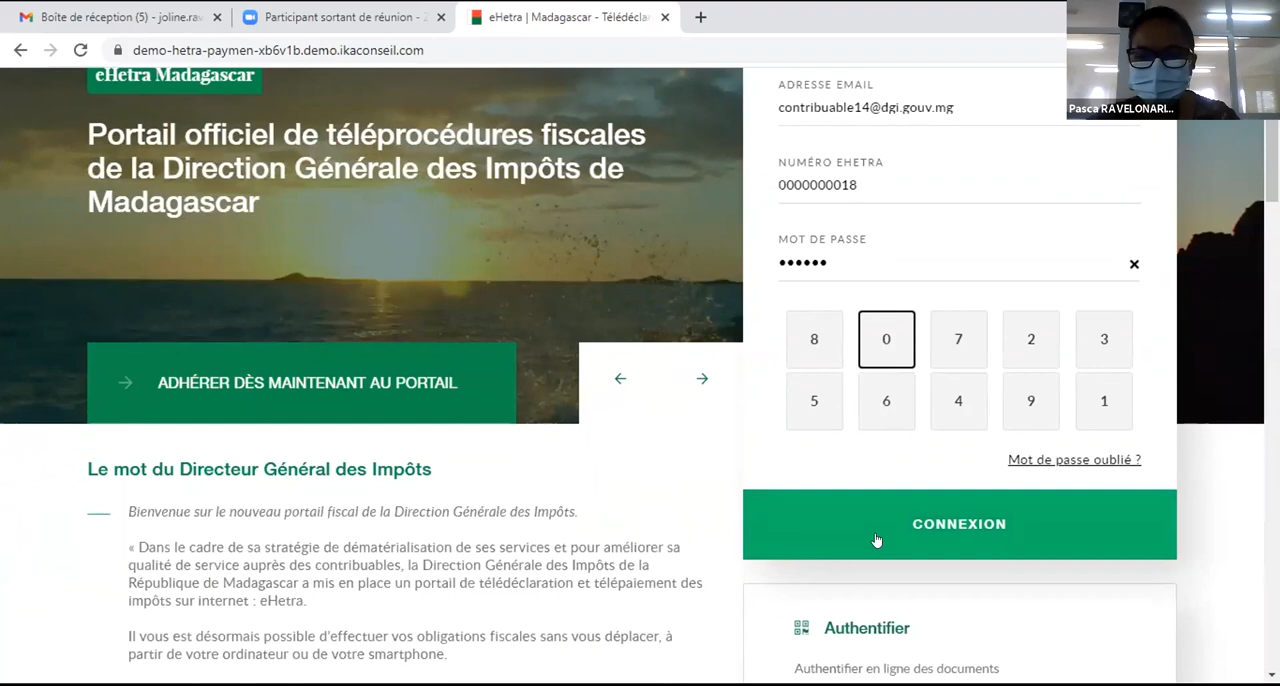 Boîte de réception (5) - joline.rav
Participant sortant de réunion -
eHetra | Madagascar - Télédécla
demo-hetra-paymen-xb6v1b.demo.ikaconseil.com
Pasca RAVELONARI...
eHetra Madagascar
Portail officiel de téléprocédures fiscales
de la Direction Générale des Impôts de
Madagascar
ADHÉRER DÈS MAINTENANT AU PORTAIL
Le mot du Directeur Général des Impôts
Bienvenue sur le nouveau portail fiscal de la Direction Générale des Impôts.
« Dans le cadre de sa stratégie de dématérialisation de ses services et pour améliorer sa
qualité de service auprès des contribuables, la Direction Générale des Impôts de la
République de Madagascar a mis en place un portail de télédéclaration et télépaiement des
impôts sur internet : eHetra.
Il vous est désormais possible d'effectuer vos obligations fiscales sans vous déplacer, à
partir de votre ordinateur ou de votre smartphone.
ADRESSE EMAIL
contribuable14@dgi.gouv.mg
NUMÉRO EHETRA
0000000018
MOT DE PASSE
••••••
8 0 7 2 3
5 6 4 9 1
Mot de passe oublié ?
CONNEXION
Authentifier
Authentifier en ligne des documents